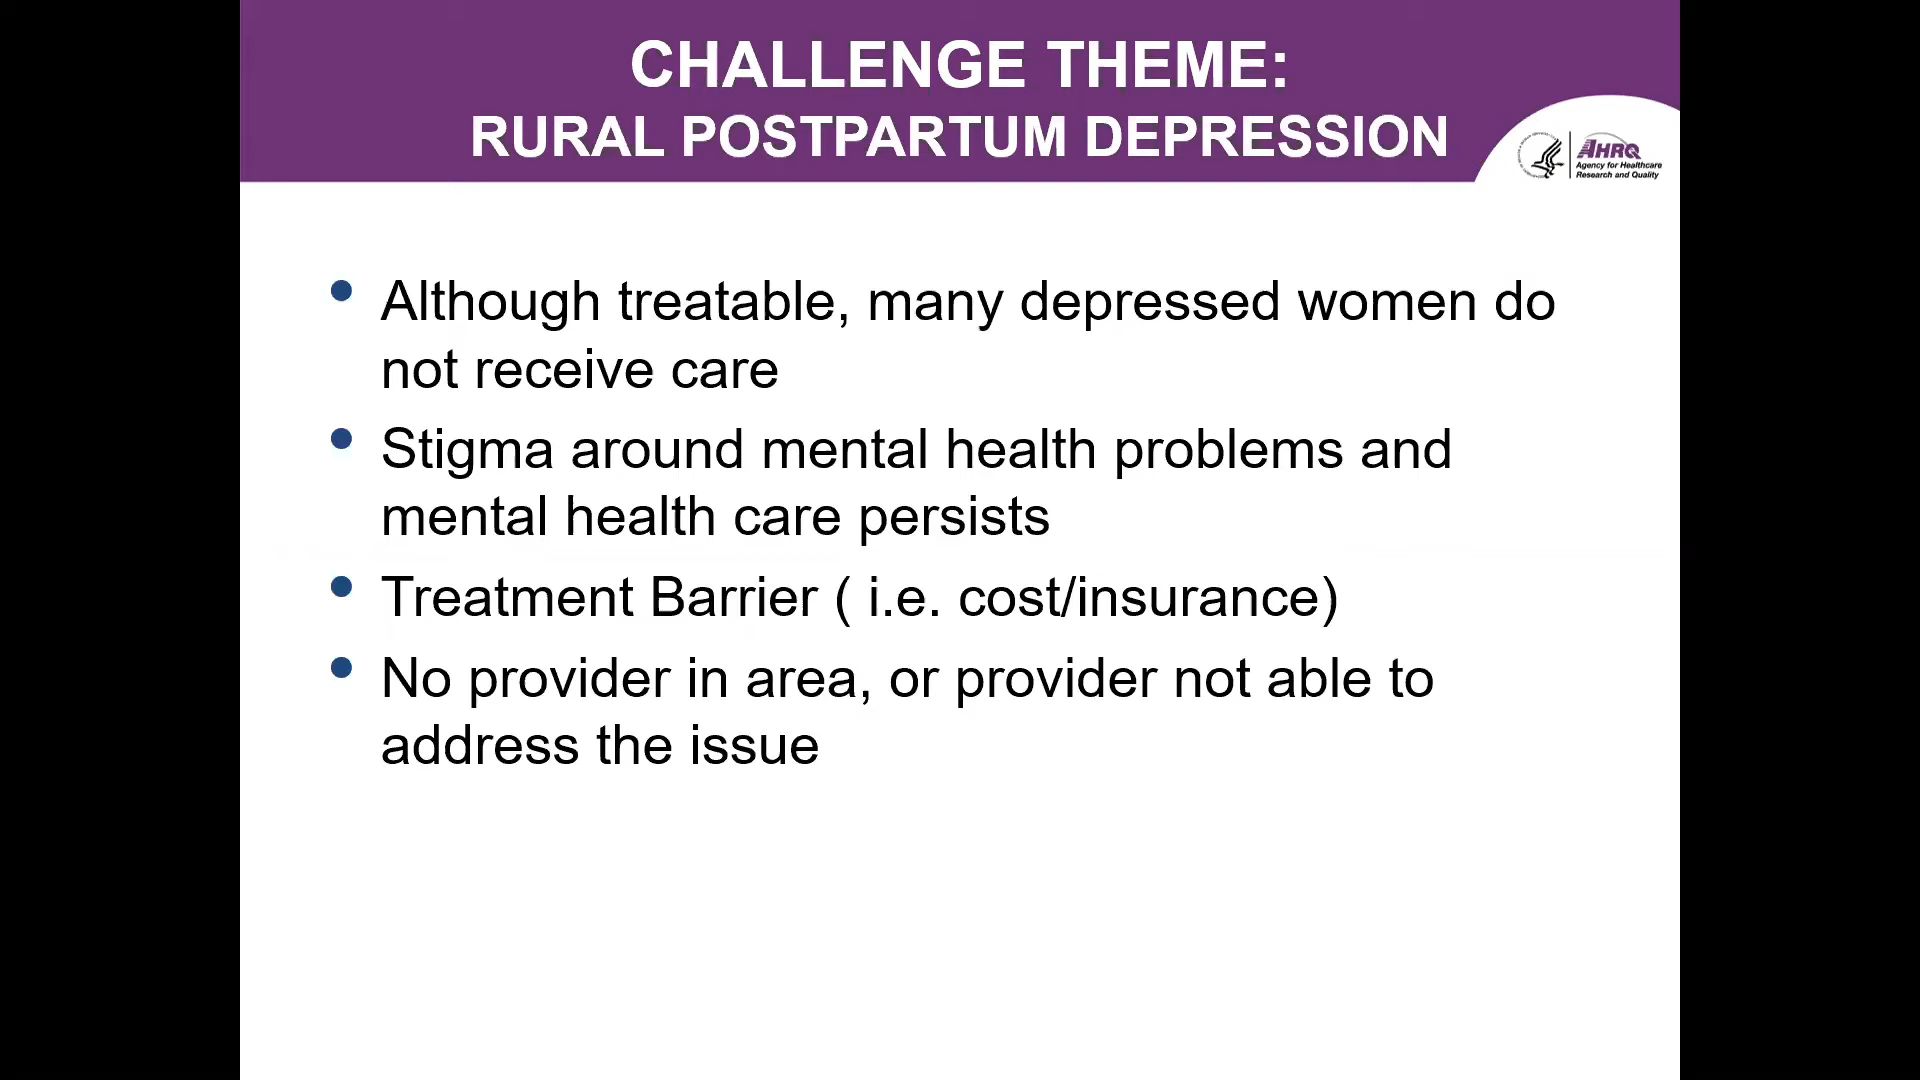 CHALLENGE THEME:
RURAL POSTPARTUM DEPRESSION
AHRQ
Agency for Healthcare
Research and Quality
• Although treatable, many depressed women do
not receive care
• Stigma around mental health problems and
mental health care persists
• Treatment Barrier ( i.e. cost/insurance)
• No provider in area, or provider not able to
address the issue